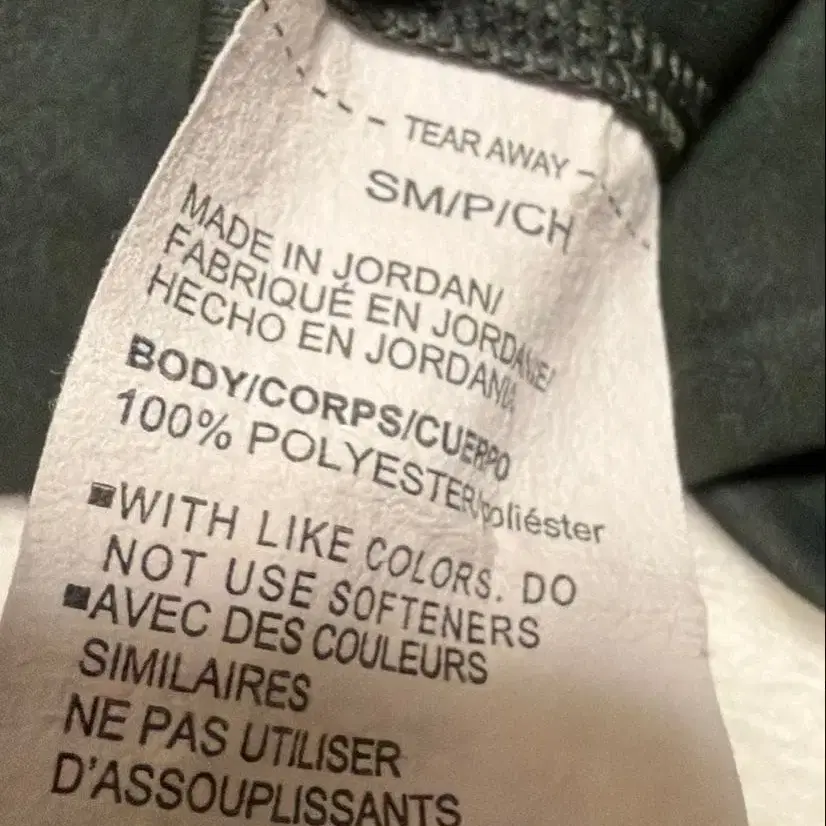 TEAR AWAY
SM/P/CH
MADE IN JORDAN/
FABRIQUÉ EN JORDANIE/
HECHO EN JORDANIA
BODY/CORPS/CUERPO
100% POLYESTER/poliéster
■WITH LIKE COLORS. DO
NOT USE SOFTENERS
■AVEC DES COULEURS
SIMILAIRES
NE PAS UTILISER
D'ASSOUPLISSANTS